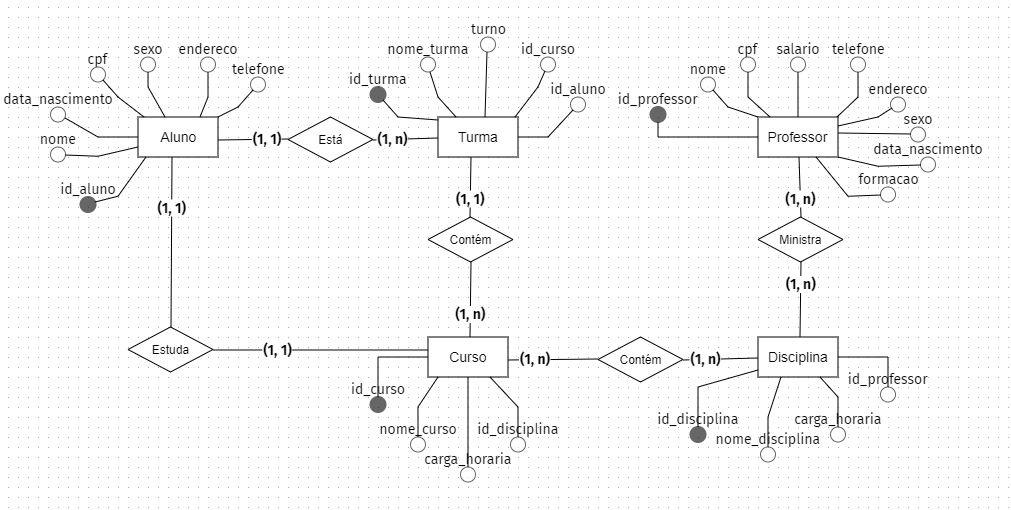 turno
cpf
sexo
endereco
nome_turma
id_curso
cpf
salario
telefone
telefone
nome
id_turma
id_aluno
endereco
data_nascimento
id_professor
sexo
nome
Aluno
(1, 1)
Está
(1, n)
Turma
Professor
data_nascimento
id_aluno
formacao
(1, 1)
(1, 1)
(1, n)
Contém
Ministra
(1, n)
(1, n)
Estuda
(1, 1)
Curso
(1, n)
Contém
(1, n)
Disciplina
id_curso
id_professor
nome_curso
id_disciplina
id_disciplina
carga_horaria
carga_horaria
nome_disciplina